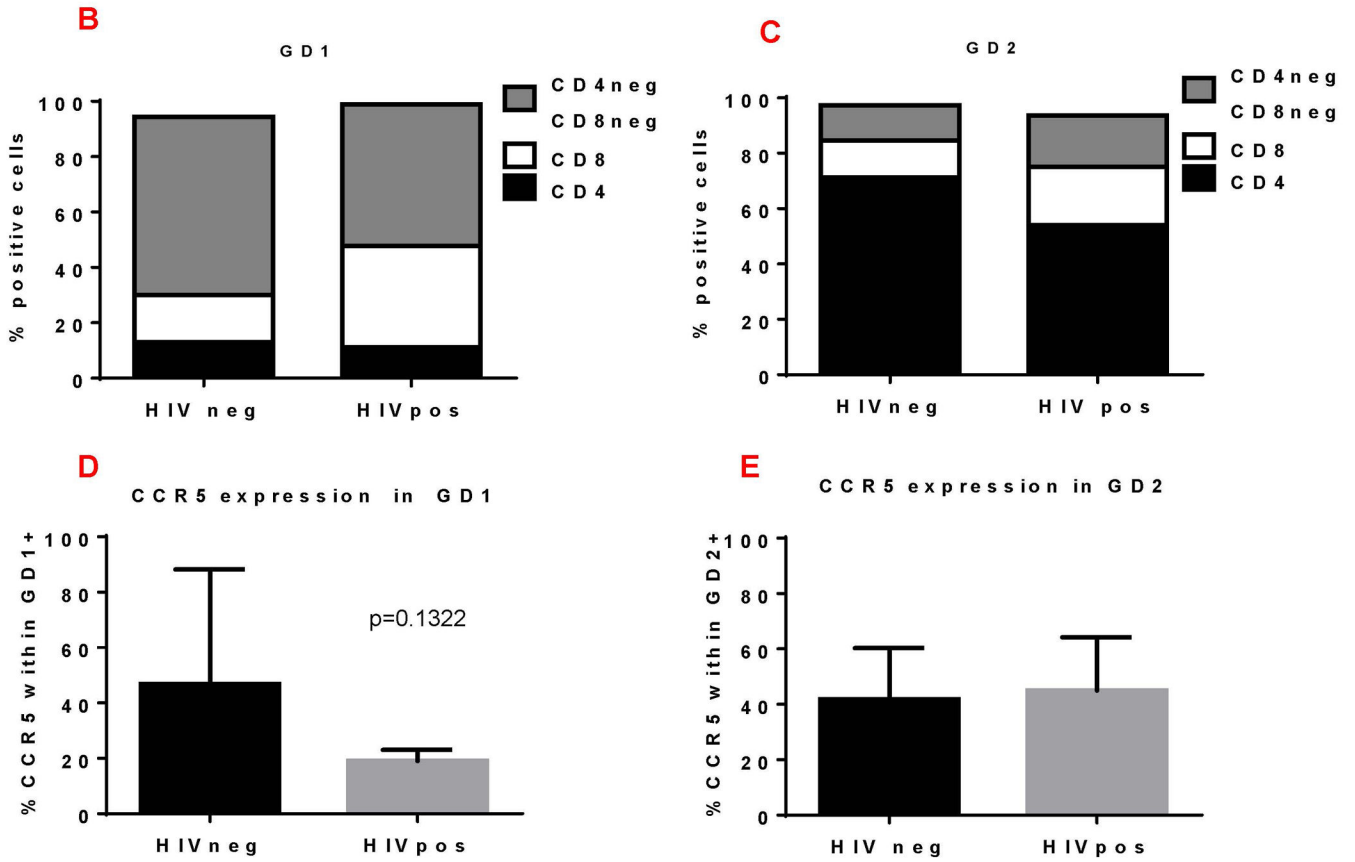 B
GD1
CD4neg
CD8neg
CD8
CD4
% positive cells
100
80
60
40
20
0
HIV neg
HIVpos
C
GD2
CD4neg
CD8neg
CD8
CD4
% positive cells
100
80
60
40
20
0
HIVneg
HIV pos
D
CCR5 expression in GD1
%CCR5 within GD1+
100
80
60
40
20
0
p=0.1322
HIVneg
HIVpos
E
CCR5 expression in GD2
%CCR5 within GD2+
100
80
60
40
20
0
HIV neg
HIVpos